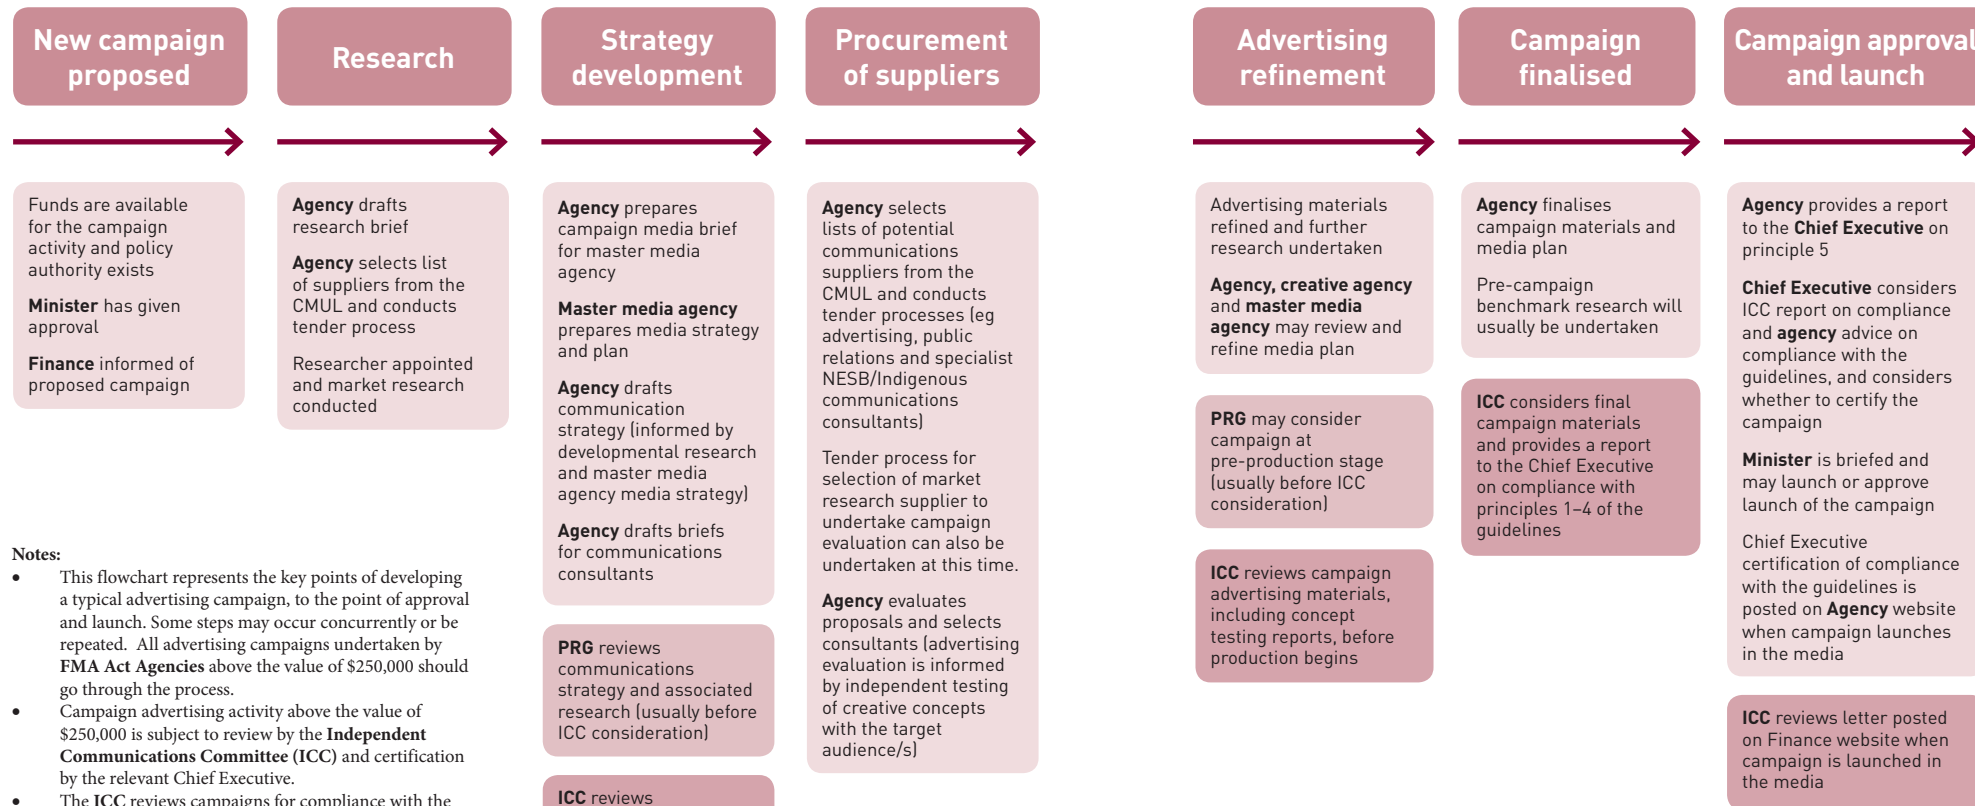 New campaign
proposed
Funds are available
for the campaign
activity and policy
authority exists
Minister has given
approval
Finance informed of
proposed campaign
Research
Agency drafts
research brief
Agency selects list
of suppliers from the
CMUL and conducts
tender process
Researcher appointed
and market research
conducted
Strategy
development
Agency prepares
campaign media brief
for master media
agency
Master media agency
prepares media strategy
and plan
Agency drafts
communication
strategy (informed by
developmental research
and master media
agency media strategy)
Agency drafts briefs
for communications
consultants
PRG reviews
communications
strategy and associated
research (usually before
ICC consideration)
ICC reviews
Procurement
of suppliers
Agency selects
lists of potential
communications
suppliers from the
CMUL and conducts
tender processes (eg
advertising, public
relations and specialist
NESB/Indigenous
communications
consultants)
Tender process for
selection of market
research supplier to
undertake campaign
evaluation can also be
undertaken at this time.
Agency evaluates
proposals and selects
consultants (advertising
evaluation is informed
by independent testing
of creative concepts
with the target
audience/s)
Advertising
refinement
Advertising materials
refined and further
research undertaken
Agency, creative agency
and master media
agency may review and
refine media plan
PRG may consider
campaign at
pre-production stage
(usually before ICC
consideration)
ICC reviews campaign
advertising materials,
including concept
testing reports, before
production begins
Campaign
finalised
Agency finalises
campaign materials and
media plan
Pre-campaign
benchmark research will
usually be undertaken
ICC considers final
campaign materials
and provides a report
to the Chief Executive
on compliance with
principles 1–4 of the
guidelines
Campaign approval
and launch
Agency provides a report
to the Chief Executive on
principle 5
Chief Executive considers
ICC report on compliance
and agency advice on
compliance with the
guidelines, and considers
whether to certify the
campaign
Minister is briefed and
may launch or approve
launch of the campaign
Chief Executive
certification of compliance
with the guidelines is
posted on Agency website
when campaign launches
in the media
ICC reviews letter posted
on Finance website when
campaign is launched in
the media
Notes:
• This flowchart represents the key points of developing
a typical advertising campaign, to the point of approval
and launch. Some steps may occur concurrently or be
repeated. All advertising campaigns undertaken by
FMA Act Agencies above the value of $250,000 should
go through the process.
• Campaign advertising activity above the value of
$250,000 is subject to review by the Independent
Communications Committee (ICC) and certification
by the relevant Chief Executive.
• The ICC reviews campaigns for compliance with the